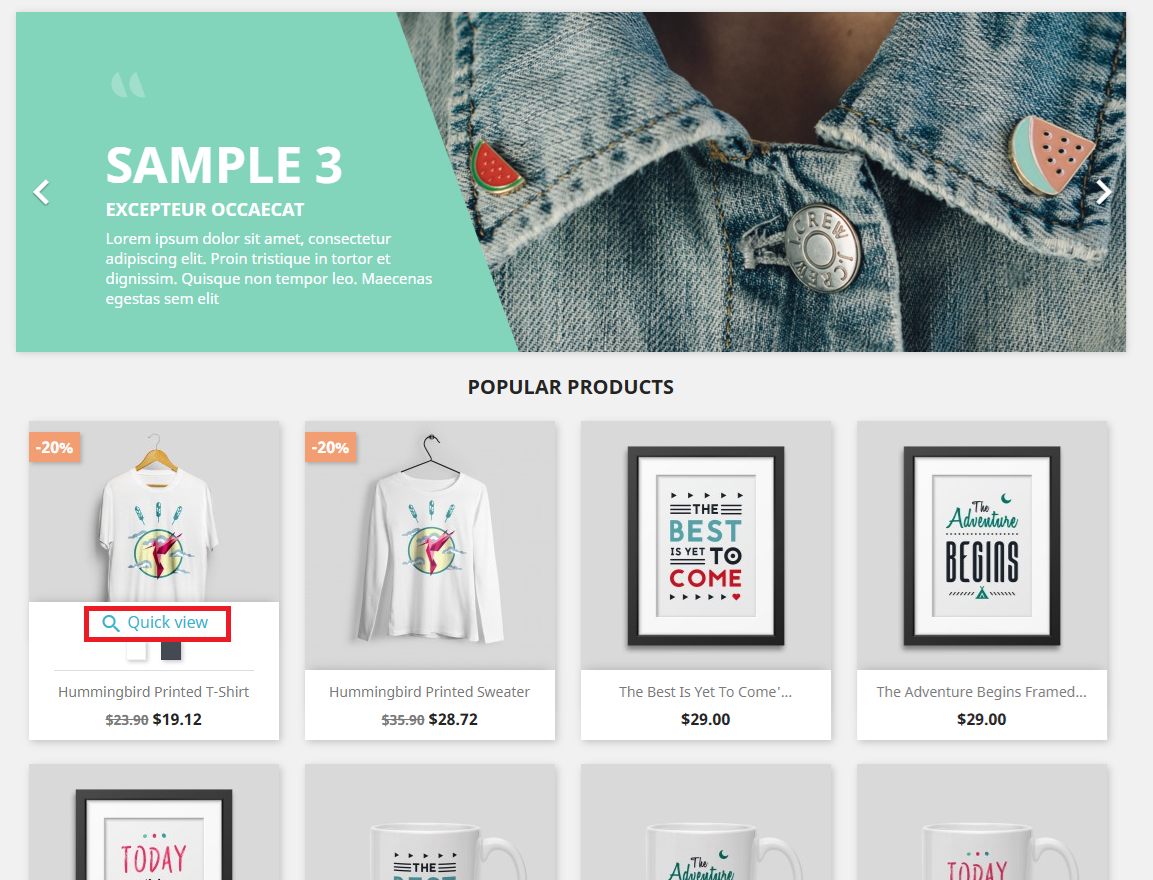 SAMPLE 3
EXCEPTEUR OCCAECAT
Lorem ipsum dolor sit amet, consectetur
adipiscing elit. Proin tristique in tortor et
dignissim. Quisque non tempor leo. Maecenas
egestas sem elit
J.CREW J.CREW
POPULAR PRODUCTS
-20%
-20%
THE
BEST
IS YET TO
COME
The
Adventure
BEGINS
Quick view
Hummingbird Printed T-Shirt
$23.90 $19.12
Hummingbird Printed Sweater
$35.90 $28.72
The Best Is Yet To Come'...
$29.00
The Adventure Begins Framed...
$29.00
TODAY
THE
BEST
The
Adventure
TODAY